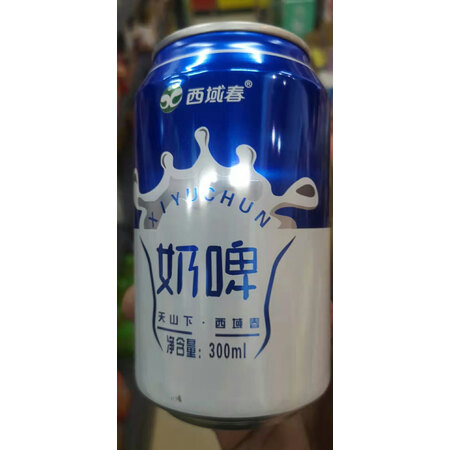 西域春®
XIYUCHUN
奶啤
天山下·西域春
净含量: 300ml